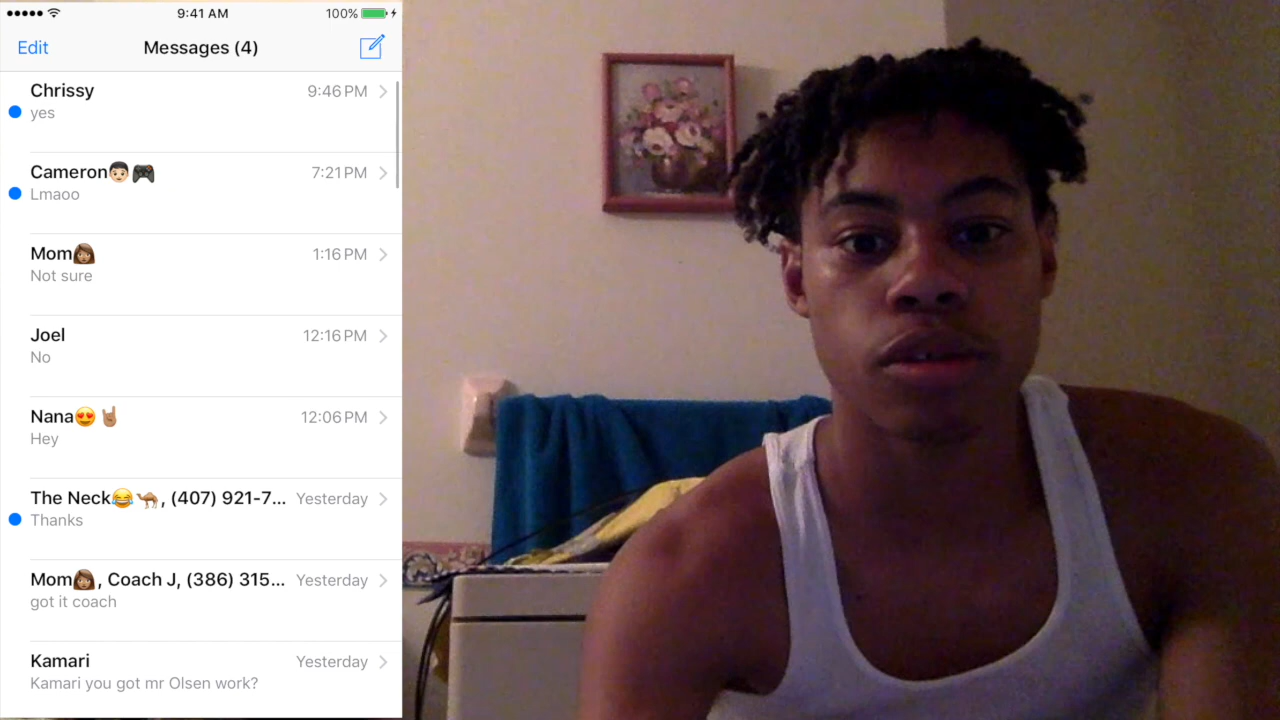 9:41 AM
100%
Edit
Messages (4)
Chrissy
9:46 PM
yes
Cameron👦🏻🎮
7:21 PM
Lmaoo
Mom👩🏽
1:16 PM
Not sure
Joel
12:16 PM
No
Nana😍🤘🏽
12:06 PM
Hey
The Neck😂🐪, (407) 921-7...
Yesterday
Thanks
Mom👩🏽, Coach J, (386) 315...
Yesterday
got it coach
Kamari
Yesterday
Kamari you got mr Olsen work?